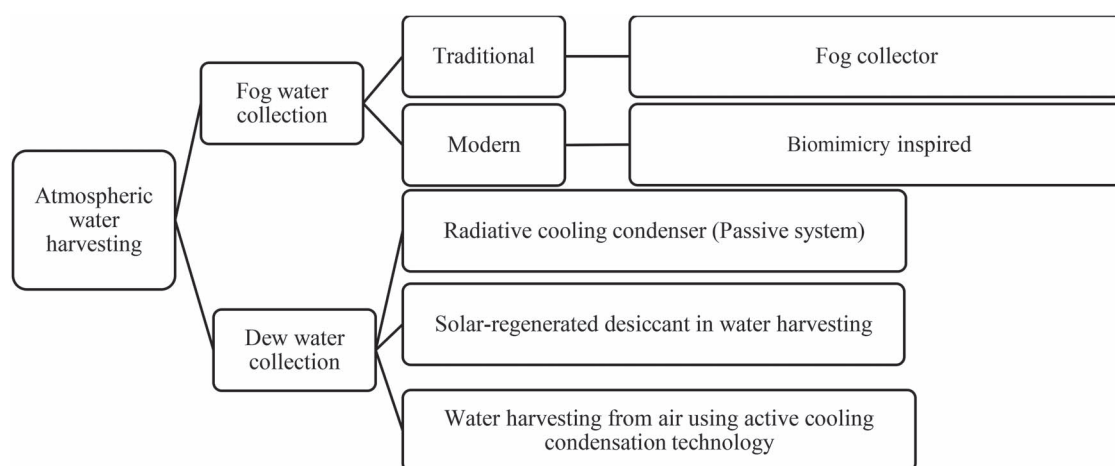 Traditional
Fog collector
Fog water
collection
Modern
Biomimicry inspired
Atmospheric
water
harvesting
Radiative cooling condenser (Passive system)
Solar-regenerated desiccant in water harvesting
Dew water
collection
Water harvesting from air using active cooling
condensation technology